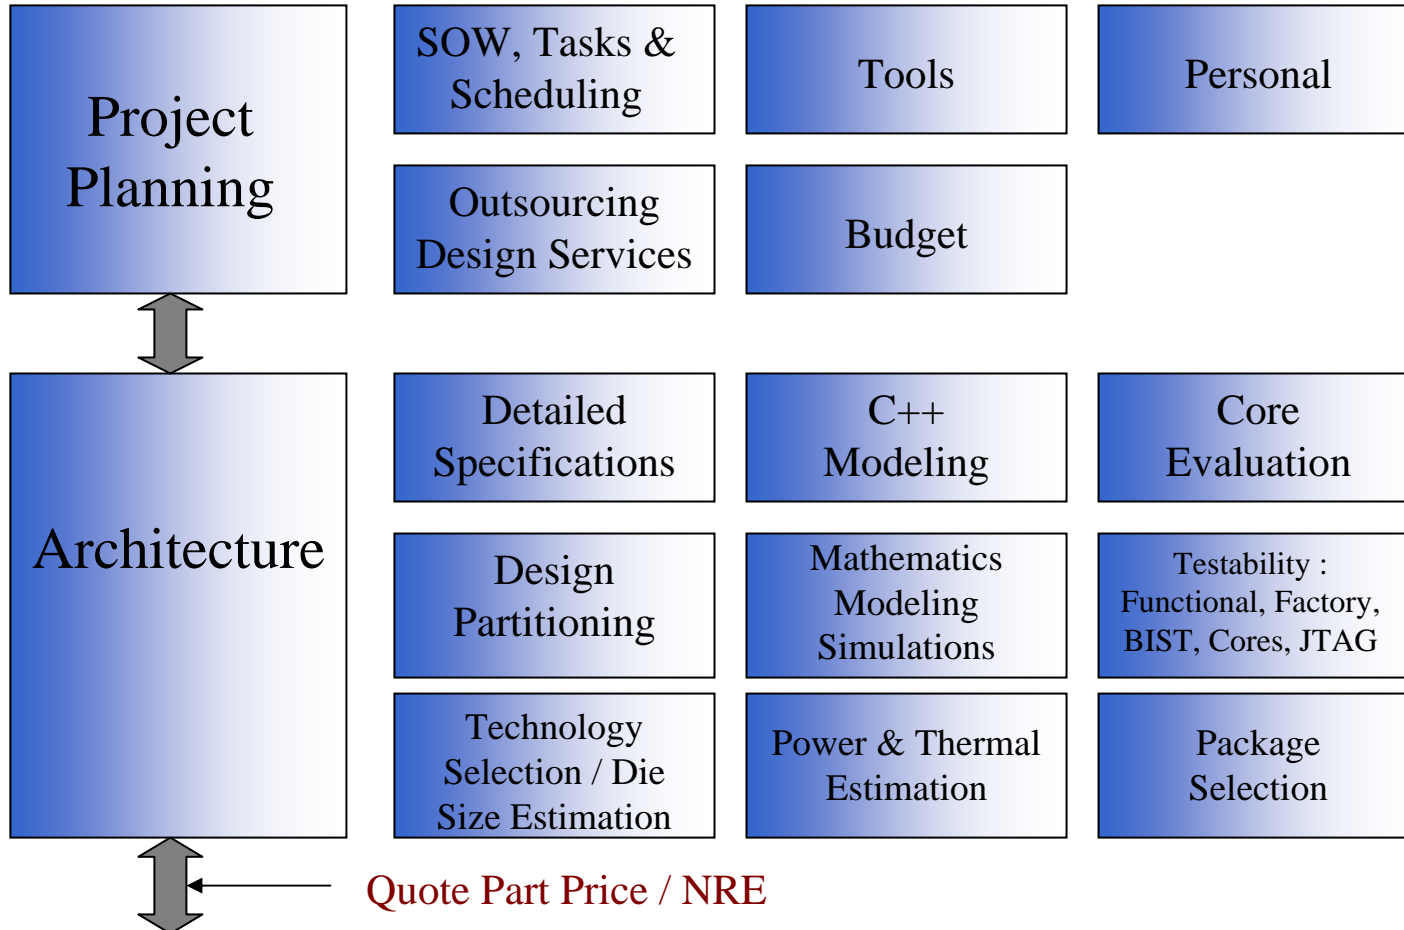 Project
Planning
SOW, Tasks &
Scheduling
Tools
Personal
Outsourcing
Design Services
Budget
Architecture
Detailed
Specifications
C++
Modeling
Core
Evaluation
Design
Partitioning
Mathematics
Modeling
Simulations
Testability :
Functional, Factory,
BIST, Cores, JTAG
Technology
Selection / Die
Size Estimation
Power & Thermal
Estimation
Package
Selection
Quote Part Price / NRE